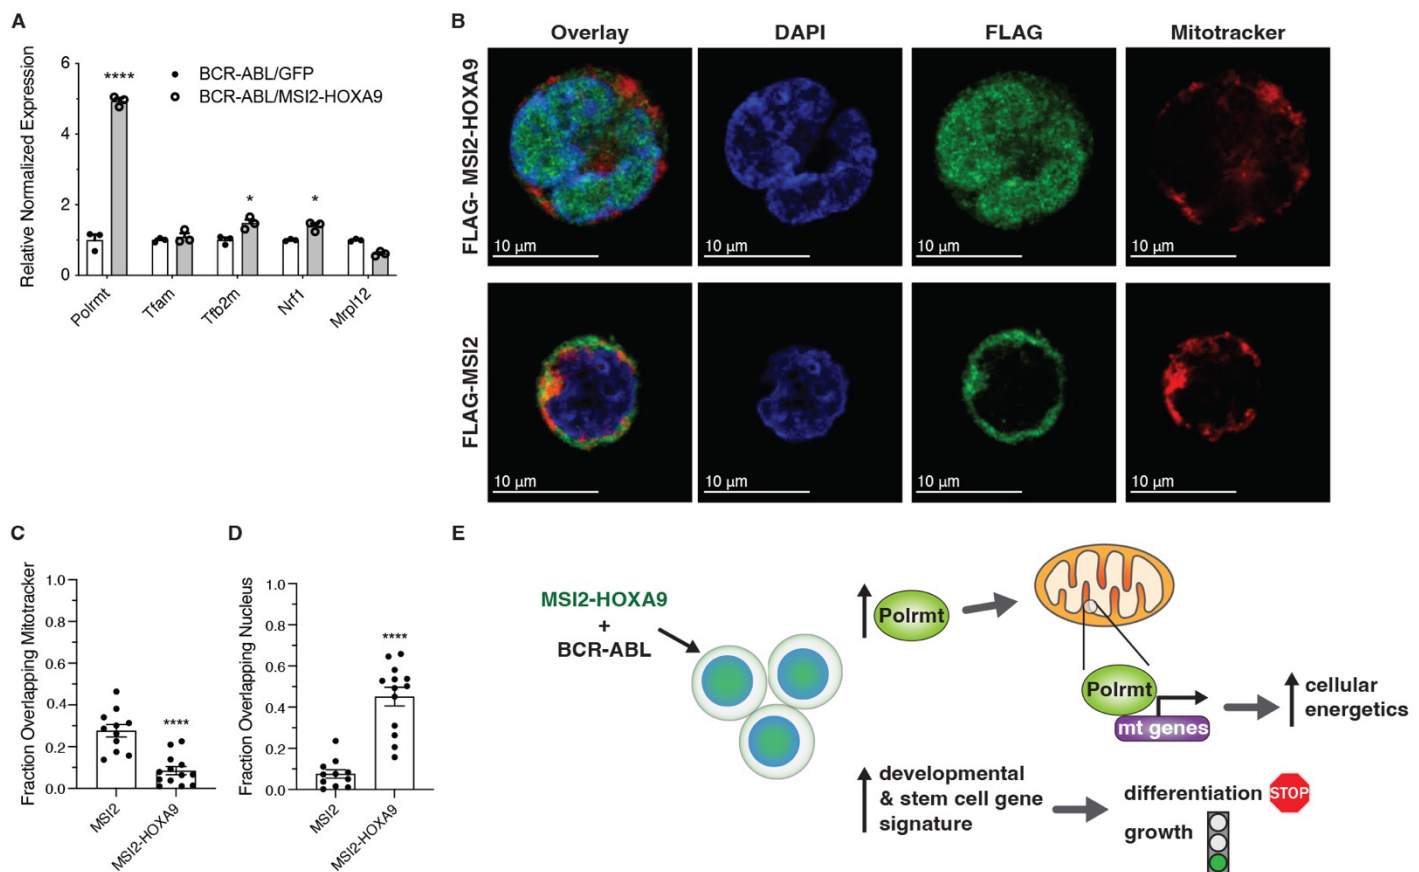 A
Relative Normalized Expression
6
4
2
0
****
*
*
BCR-ABL/GFP
BCR-ABL/MSI2-HOXA9
Polrmt
Tfam
Tfb2m
Nrf1
Mrpl12
B
Overlay
DAPI
FLAG
Mitotracker
FLAG- MSI2-HOXA9
10 μm
10 μm
10 μm
10 μm
FLAG-MSI2
10 μm
10 μm
10 μm
10 μm
C
Fraction Overlapping Mitotracker
1.0
0.8
0.6
0.4
0.2
0.0
****
MSI2
MSI2-HOXA9
D
Fraction Overlapping Nucleus
1.0
0.8
0.6
0.4
0.2
0.0
****
MSI2
MSI2-HOXA9
E
MSI2-HOXA9
+
BCR-ABL
Polrmt
Polrmt
mt genes
cellular
energetics
developmental
& stem cell gene
signature
differentiation
STOP
growth